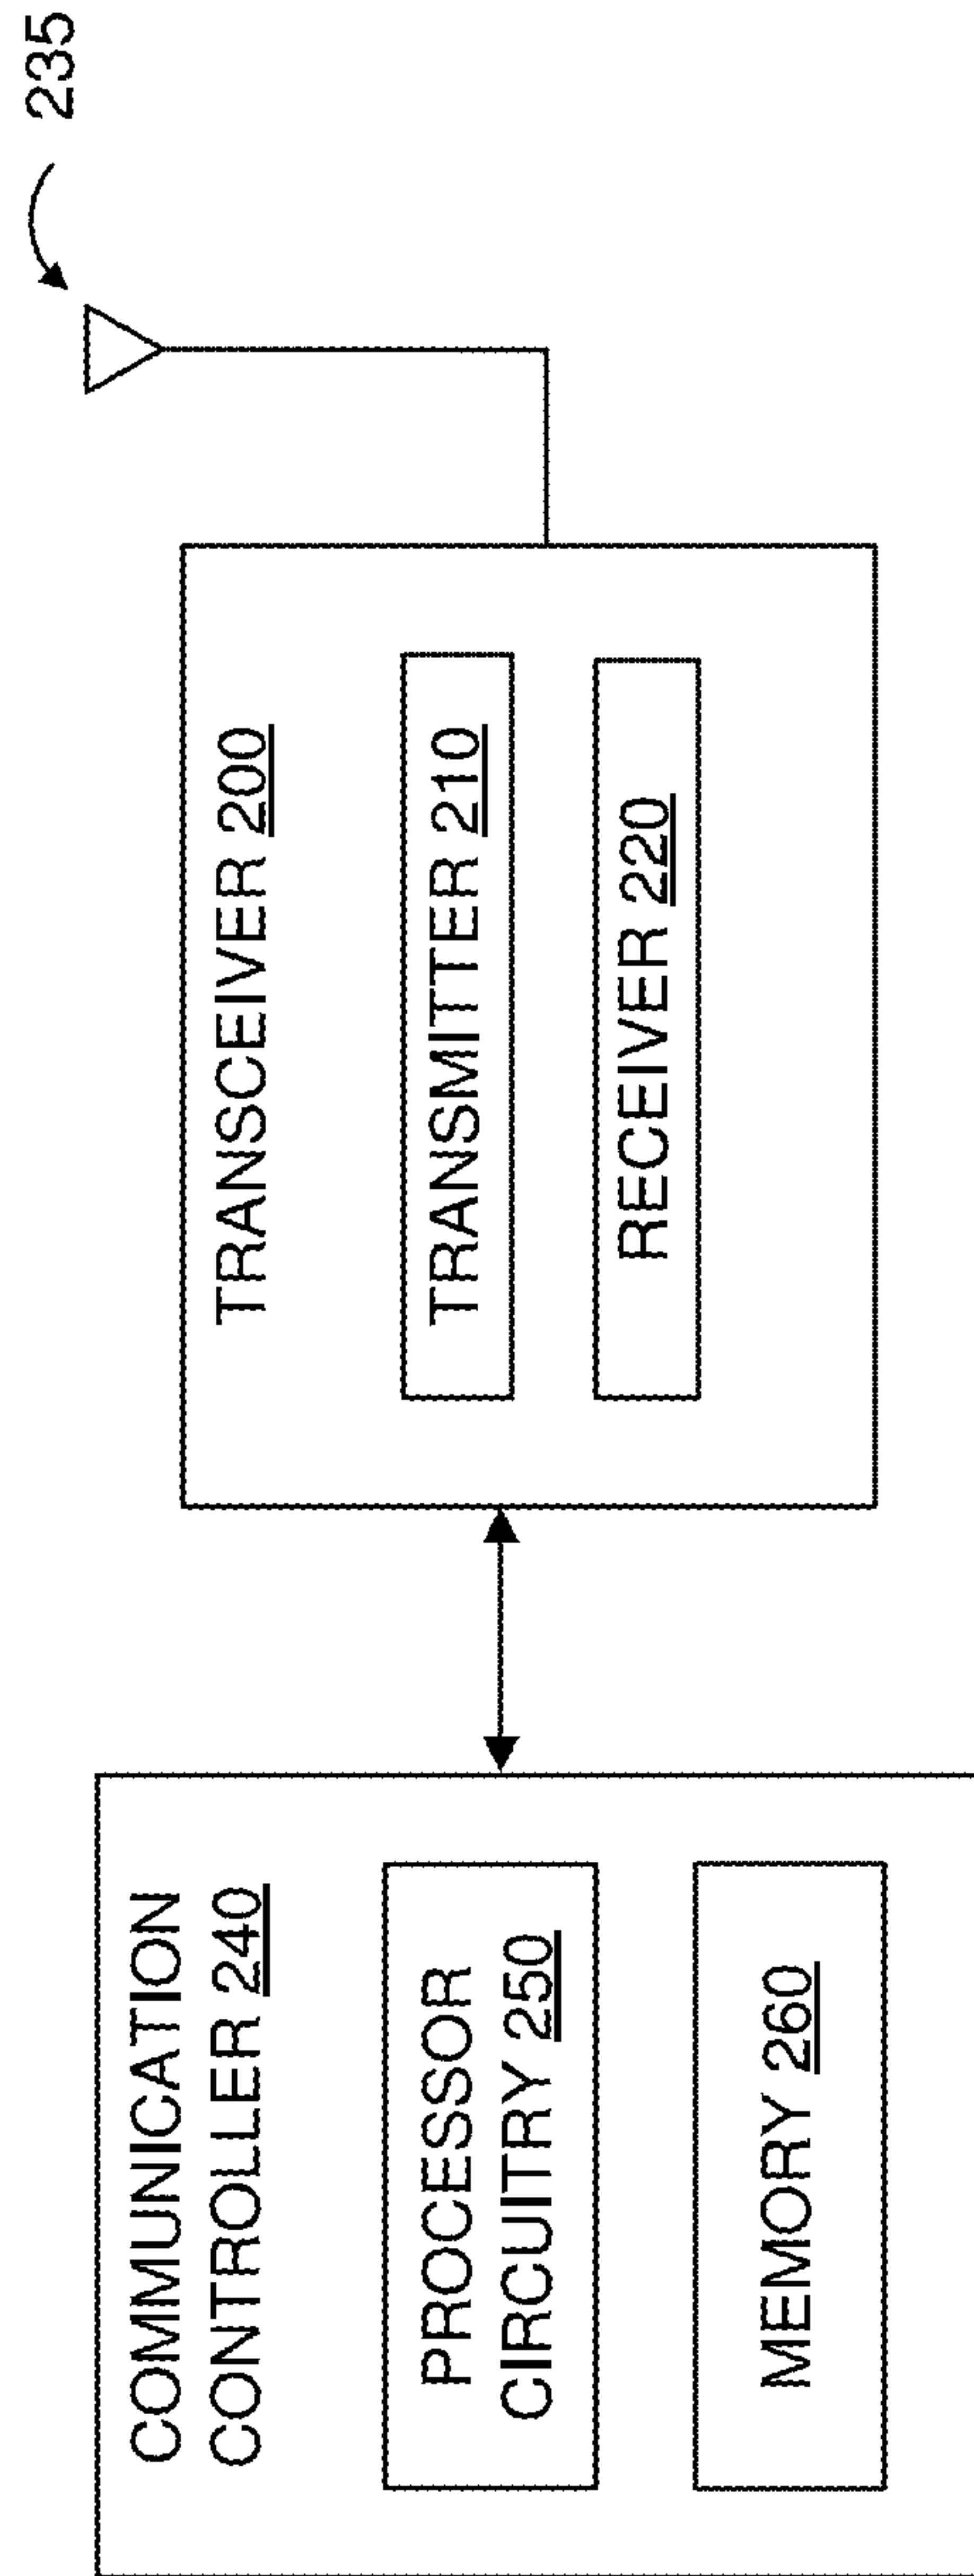 COMMUNICATION
CONTROLLER 240
PROCESSOR
CIRCUITRY 250
MEMORY 260
TRANSCEIVER 200
TRANSMITTER 210
RECEIVER 220
235